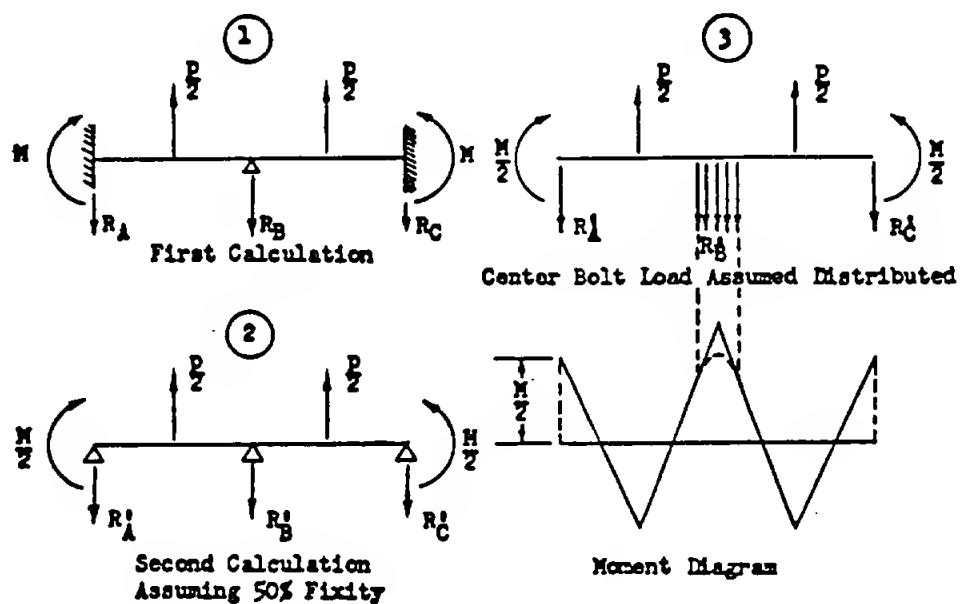 1
P/2
P/2
M
M
R_A
R_B
R_C
First Calculation
2
P/2
P/2
M/2
M/2
R'_A
R'_B
R'_C
Second Calculation
Assuming 50% Fixity
3
P/2
P/2
M/2
M/2
R'_A
R'_B
R'_C
Center Bolt Load Assumed Distributed
M/2
Moment Diagram